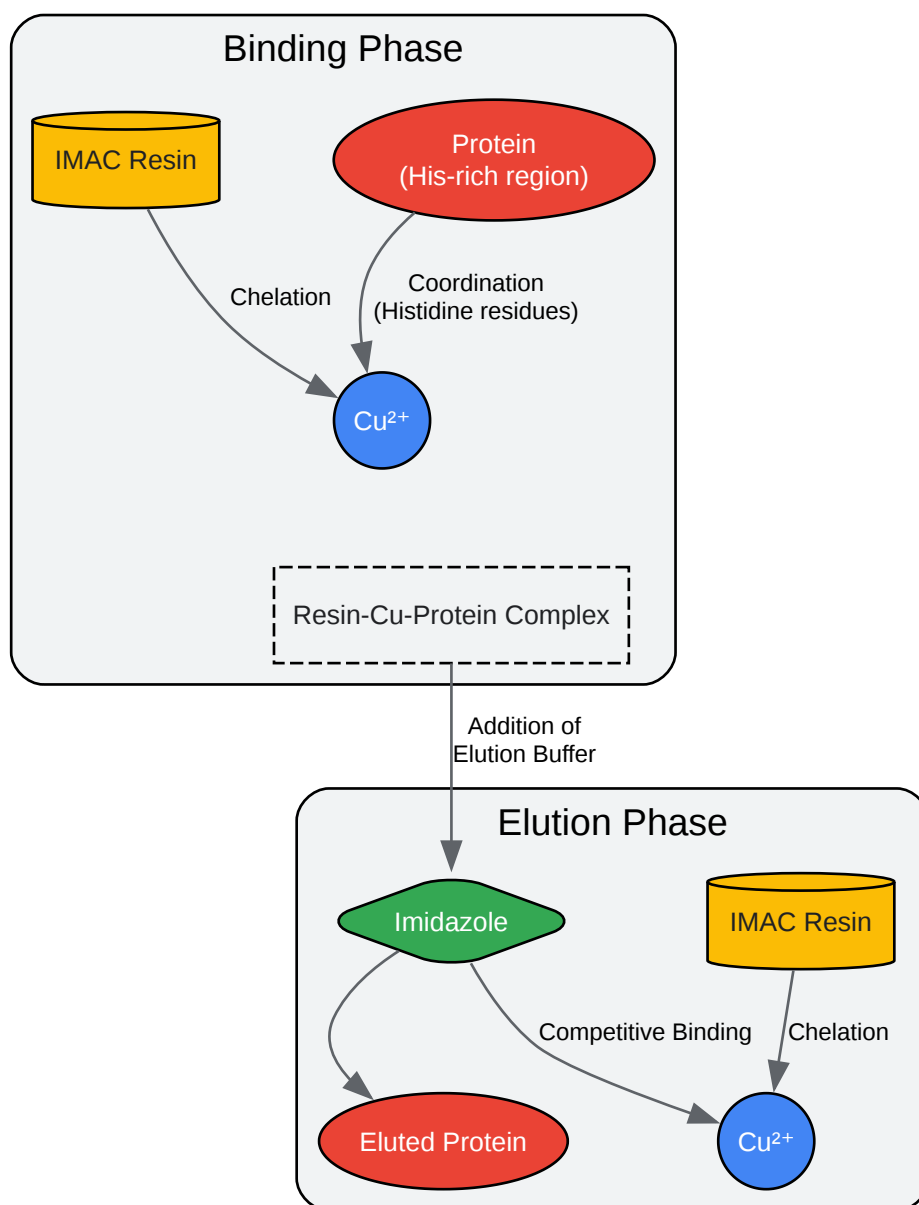 Binding Phase
IMAC Resin
Protein
(His-rich region)
Chelation
Coordination
(Histidine residues)
Cu²⁺
Resin-Cu-Protein Complex
Addition of
Elution Buffer
Elution Phase
Imidazole
IMAC Resin
Competitive Binding
Chelation
Eluted Protein
Cu²⁺